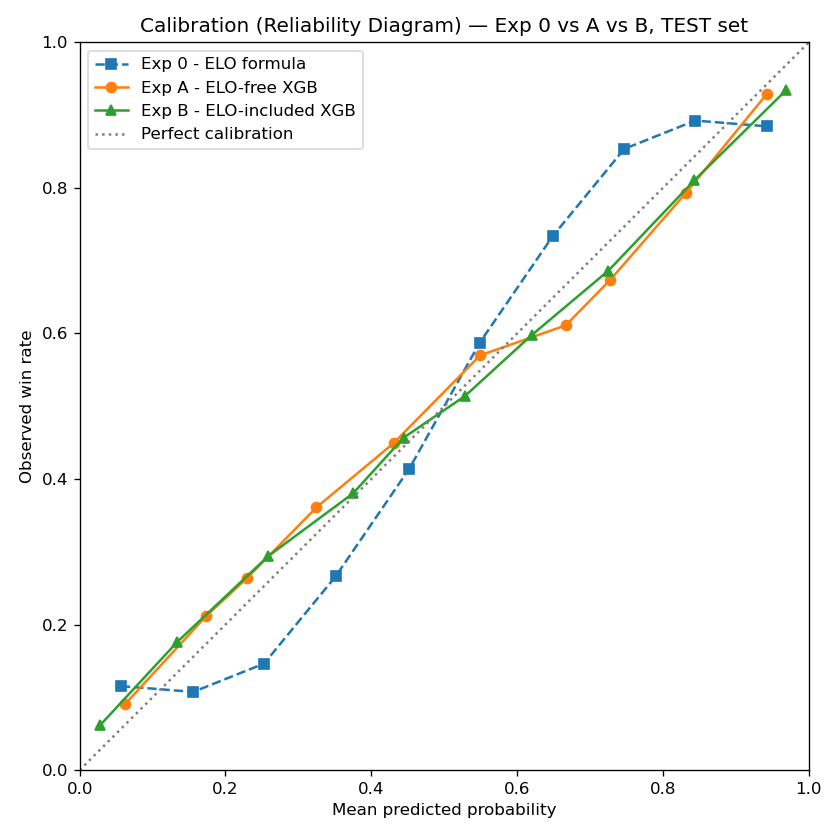 Calibration (Reliability Diagram) — Exp 0 vs A vs B, TEST set
1.0
Exp 0 - ELO formula
Exp A - ELO-free XGB
Exp B - ELO-included XGB
Perfect calibration
0.8
0.6
Observed win rate
0.4
0.2
0.0
0.0 0.2 0.4 0.6 0.8 1.0
Mean predicted probability